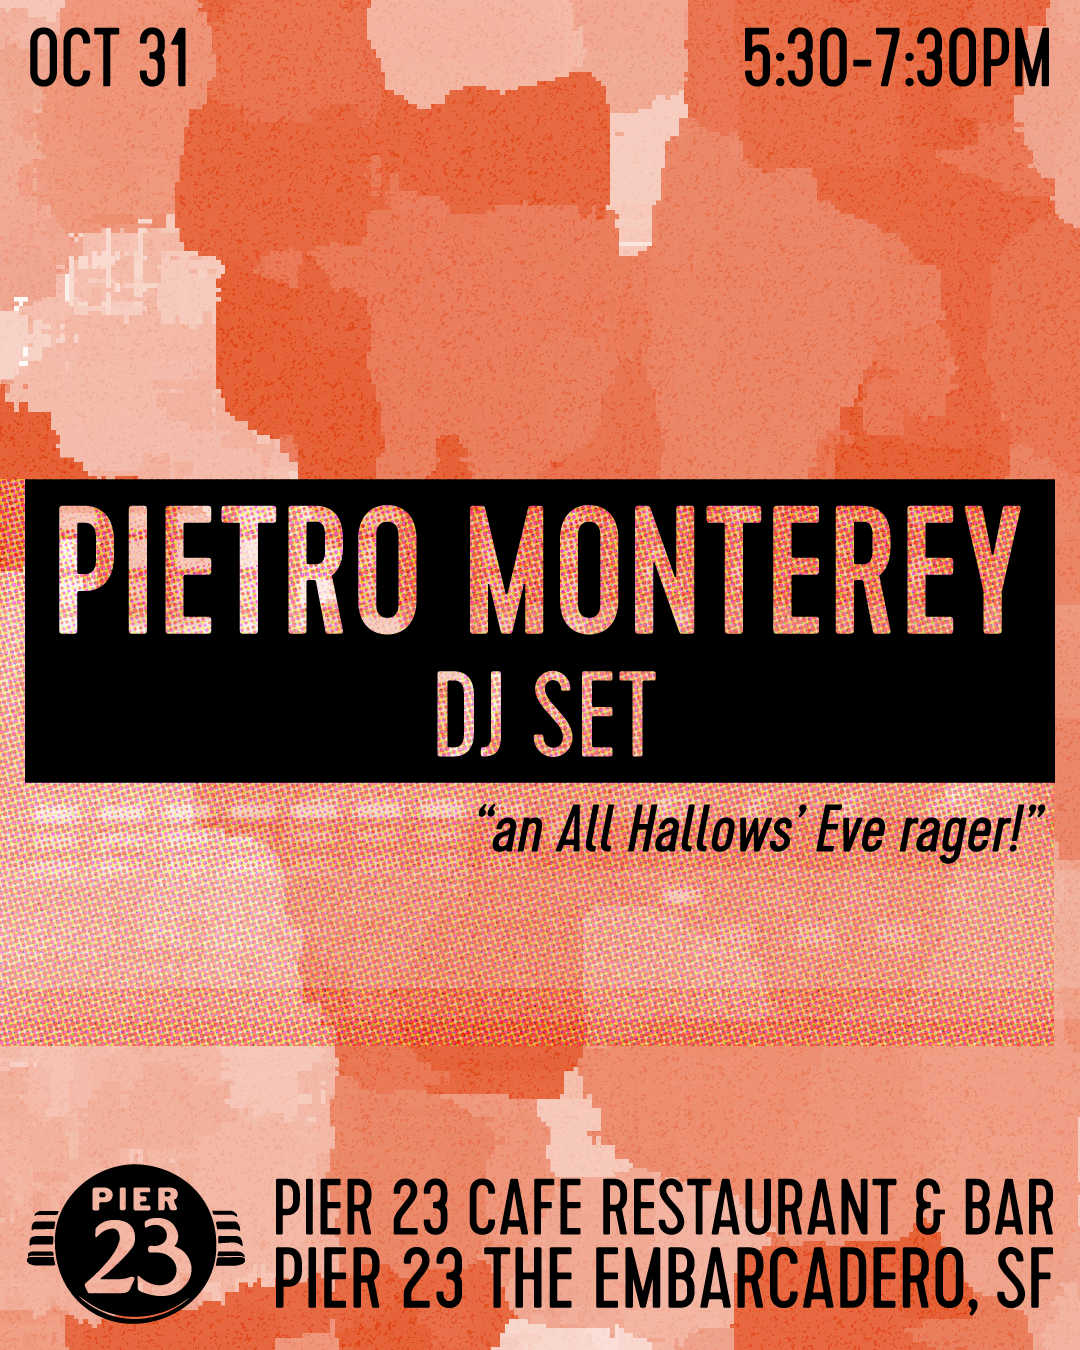 OCT 31
5:30-7:30PM
PIETRO MONTEREY
DJ SET
“an All Hallows’ Eve rager!”
PIER
23
PIER 23 CAFE RESTAURANT & BAR
PIER 23 THE EMBARCADERO, SF